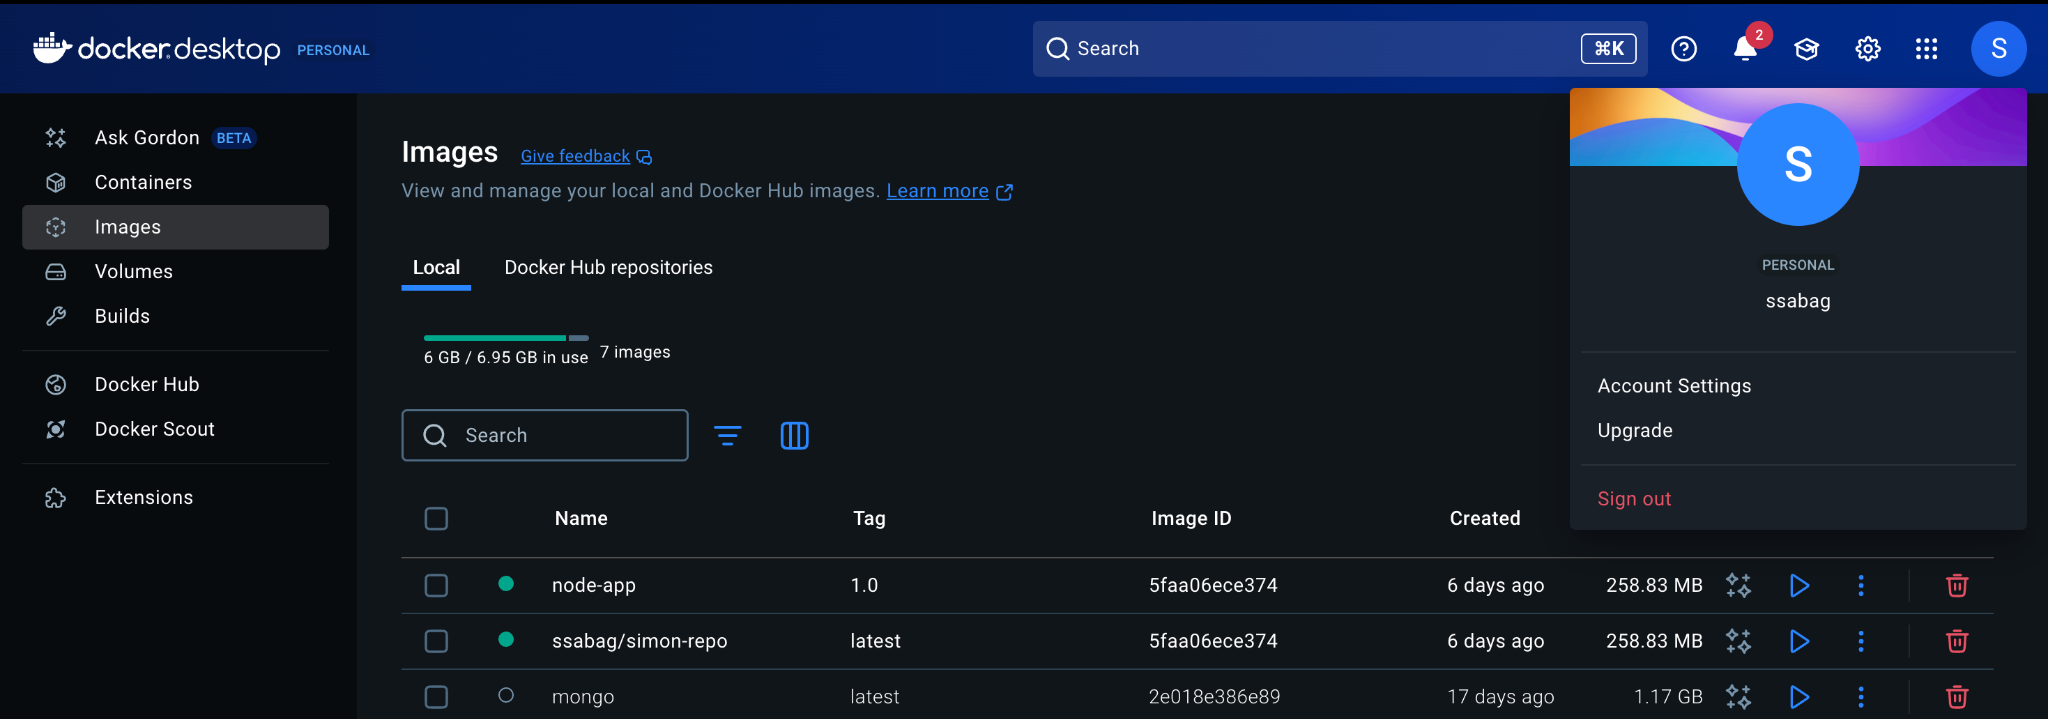 docker desktop PERSONAL
Search ⌘K
2
S
Ask Gordon BETA
Containers
Images
Volumes
Builds
Docker Hub
Docker Scout
Extensions
Images Give feedback
View and manage your local and Docker Hub images. Learn more
Local Docker Hub repositories
6 GB / 6.95 GB in use 7 images
Search
Name Tag Image ID Created
node-app 1.0 5faa06ece374 6 days ago 258.83 MB
ssabag/simon-repo latest 5faa06ece374 6 days ago 258.83 MB
mongo latest 2e018e386e89 17 days ago 1.17 GB
S
PERSONAL
ssabag
Account Settings
Upgrade
Sign out